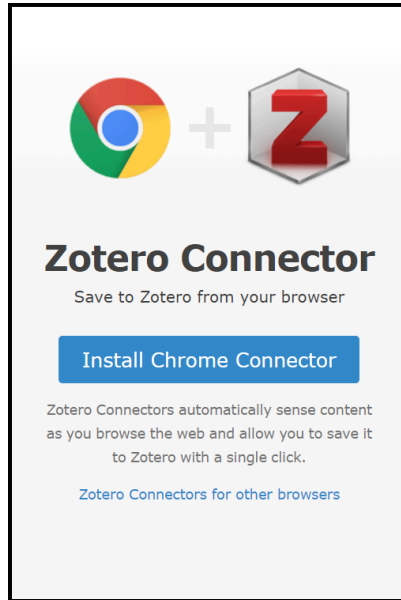 Z
Zotero Connector
Save to Zotero from your browser
Install Chrome Connector
Zotero Connectors automatically sense content
as you browse the web and allow you to save it
to Zotero with a single click.
Zotero Connectors for other browsers